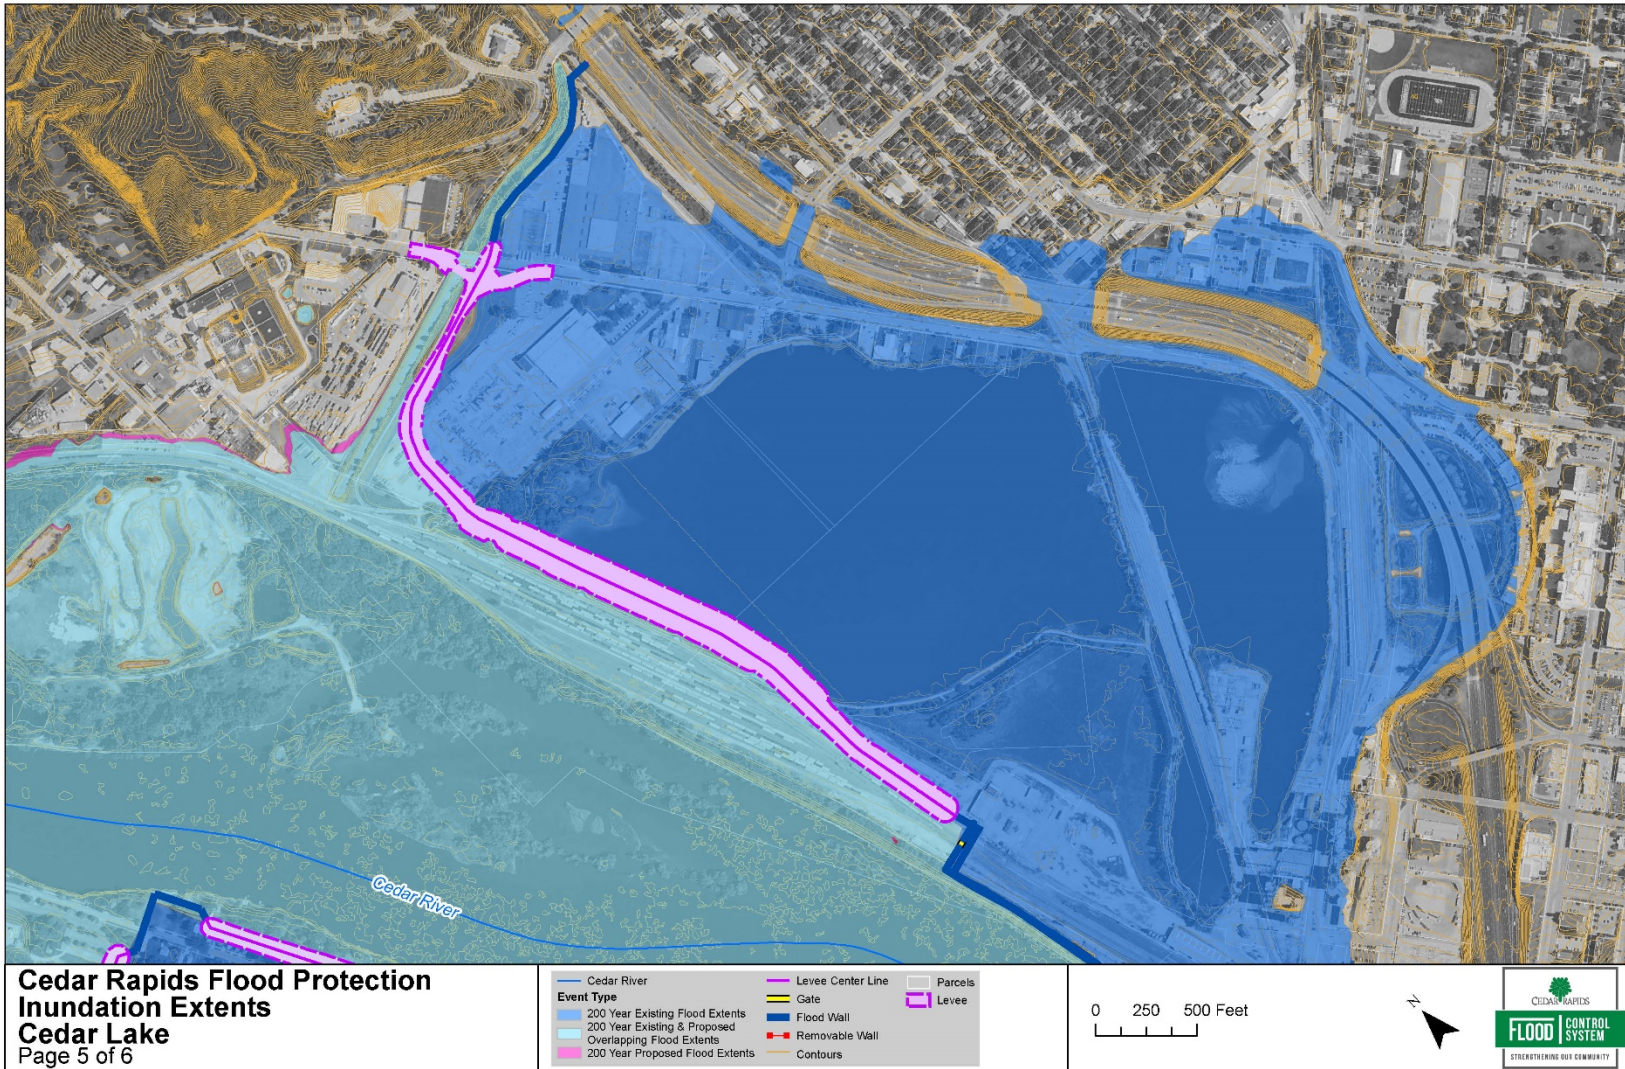 Cedar River
Cedar Rapids Flood Protection
Inundation Extents
Cedar Lake
Page 5 of 6
Cedar River
Event Type
200 Year Existing Flood Extents
200 Year Existing & Proposed
Overlapping Flood Extents
200 Year Proposed Flood Extents
Levee Center Line
Gate
Flood Wall
Removable Wall
Contours
Parcels
Levee
0 250 500 Feet
N
CEDAR RAPIDS
FLOOD CONTROL
SYSTEM
STRENGTHENING OUR COMMUNITY